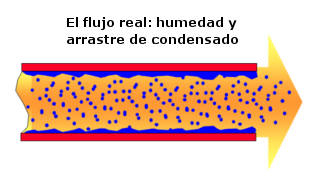 El flujo real: humedad y
arrastre de condensado